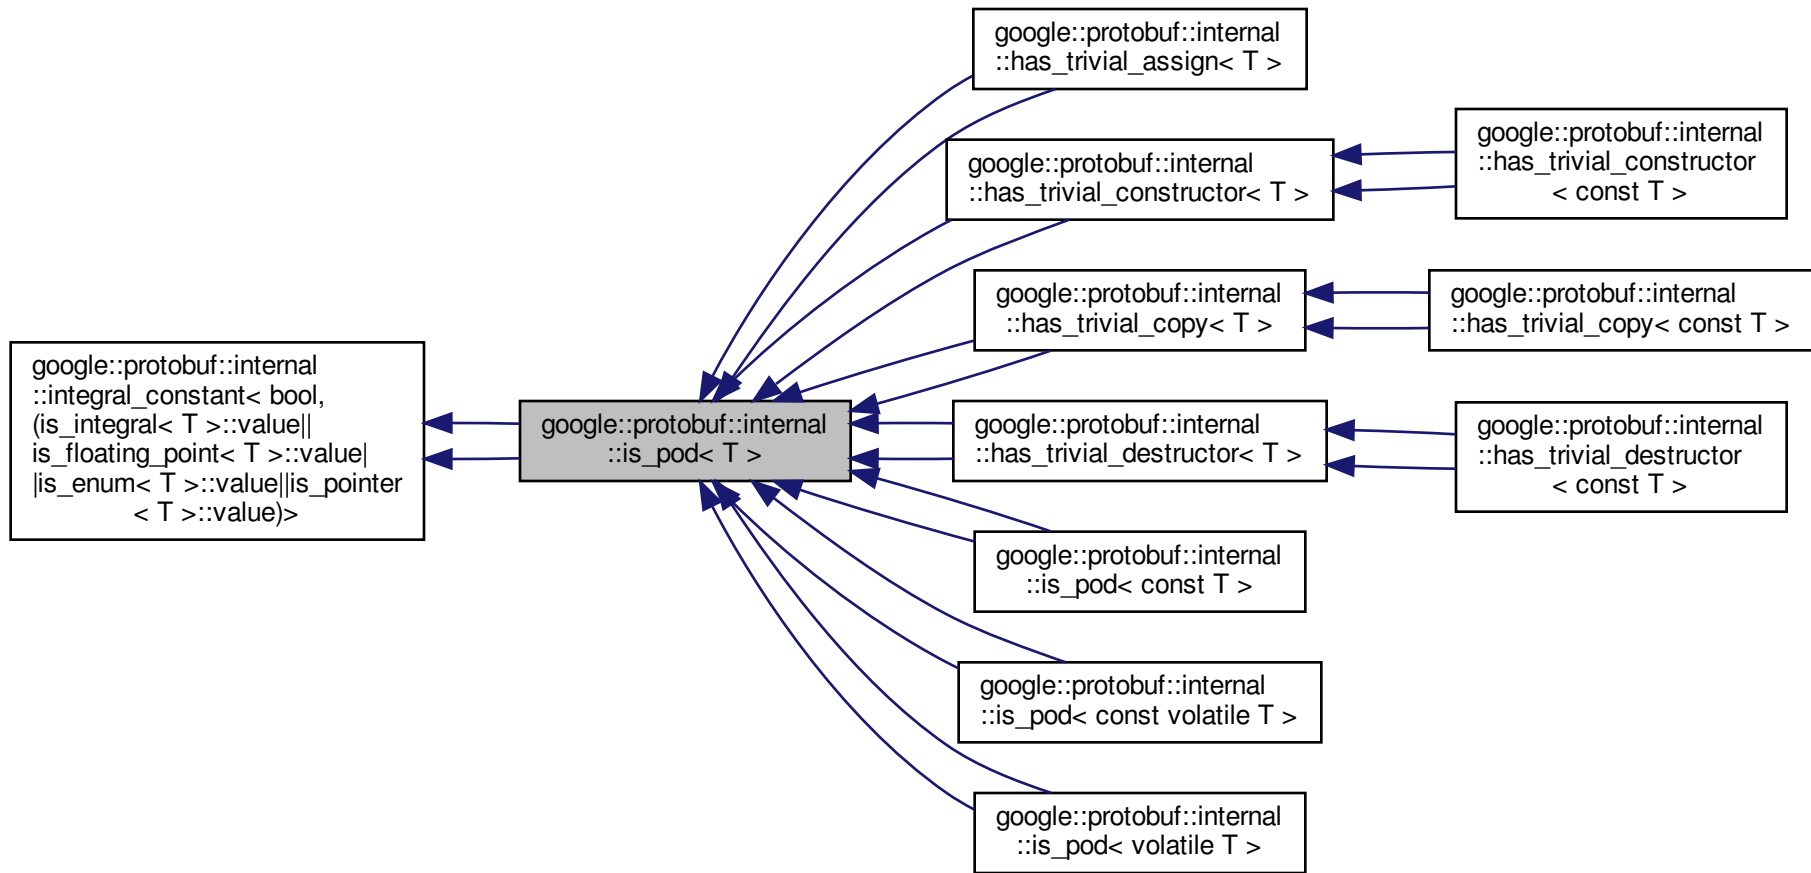 google::protobuf::internal
::integral_constant< bool,
(is_integral< T >::value||
is_floating_point< T >::value|
|is_enum< T >::value||is_pointer
< T >::value)>
google::protobuf::internal
::is_pod< T >
google::protobuf::internal
::has_trivial_assign< T >
google::protobuf::internal
::has_trivial_constructor< T >
google::protobuf::internal
::has_trivial_constructor
< const T >
google::protobuf::internal
::has_trivial_copy< T >
google::protobuf::internal
::has_trivial_copy< const T >
google::protobuf::internal
::has_trivial_destructor< T >
google::protobuf::internal
::has_trivial_destructor
< const T >
google::protobuf::internal
::is_pod< const T >
google::protobuf::internal
::is_pod< const volatile T >
google::protobuf::internal
::is_pod< volatile T >